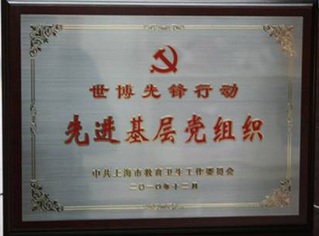 世博先锋行动
先进基层党组织
中共上海市教育卫生工作委员会
二〇一〇年十二月